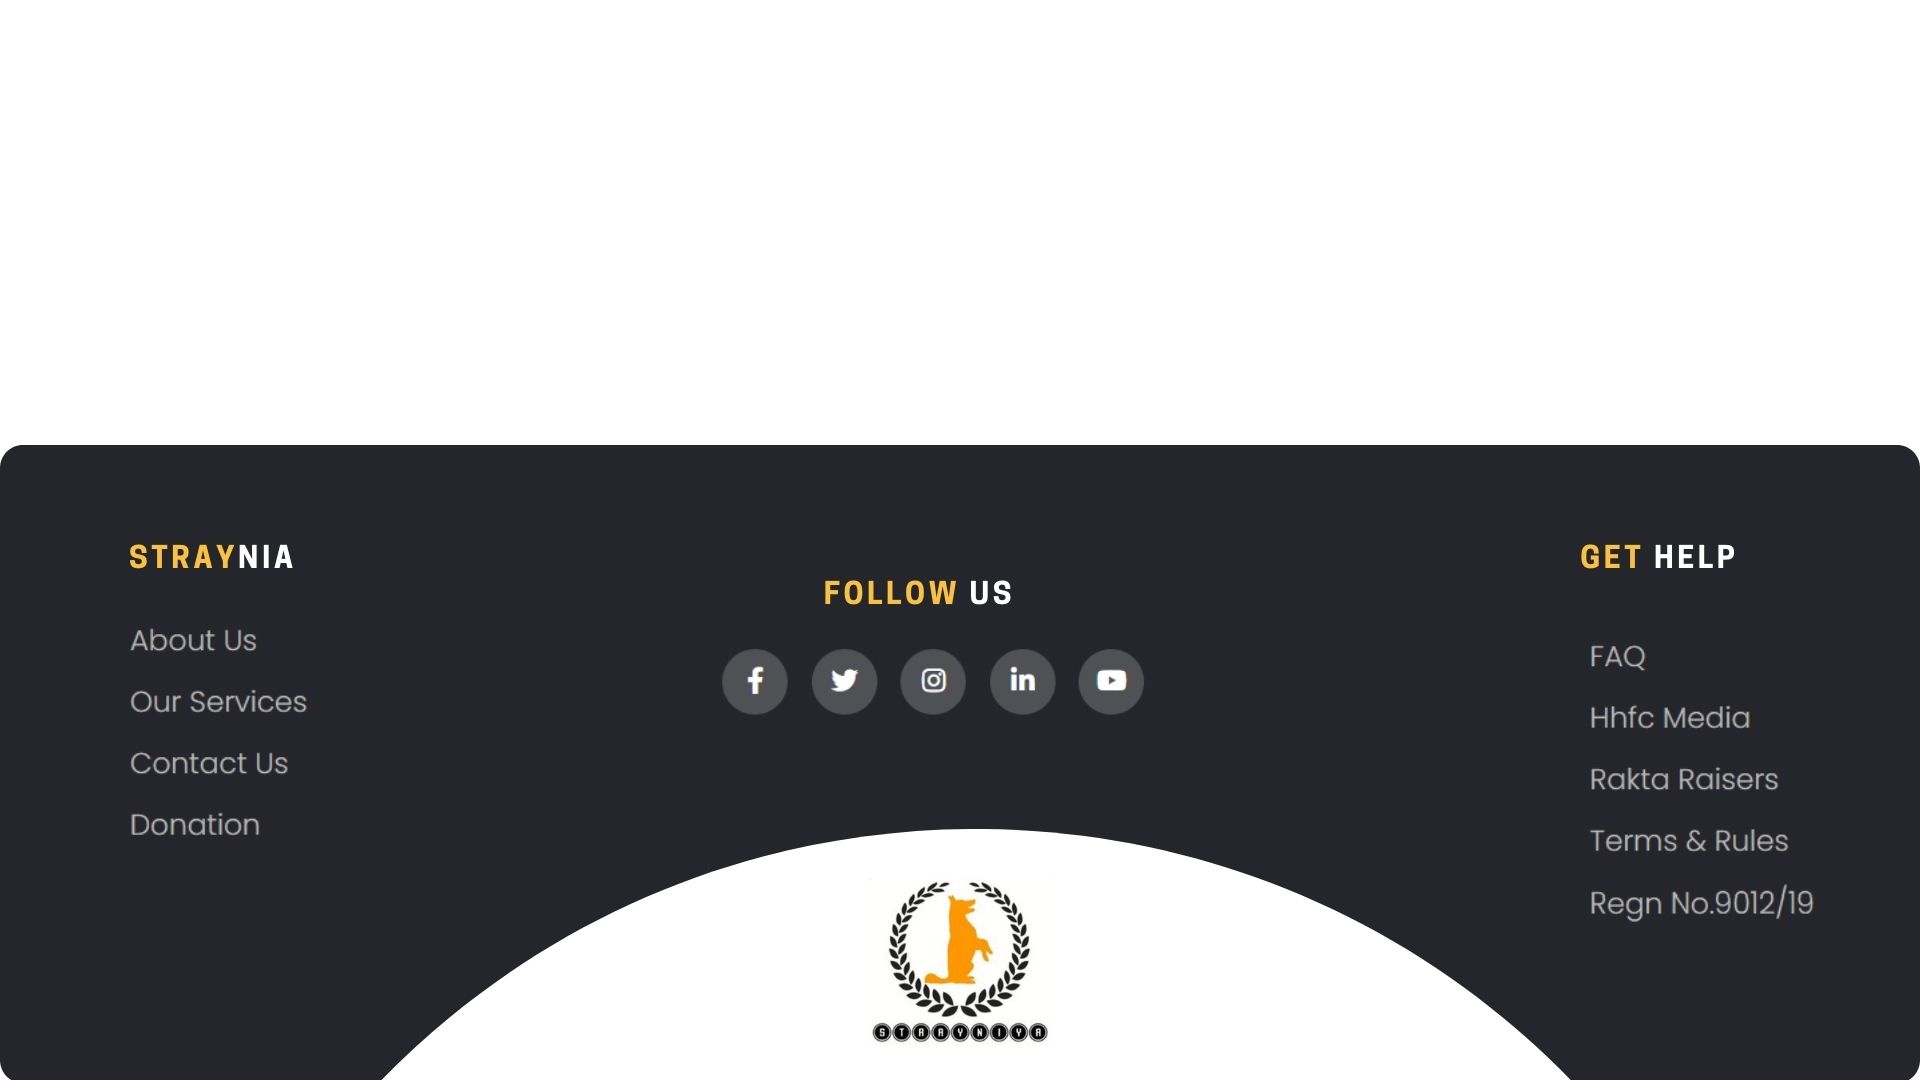 STRAYNIA
About Us
Our Services
Contact Us
Donation
FOLLOW US
GET HELP
FAQ
Hhfc Media
Rakta Raisers
Terms & Rules
Regn No.9012/19
STRAYNIYA